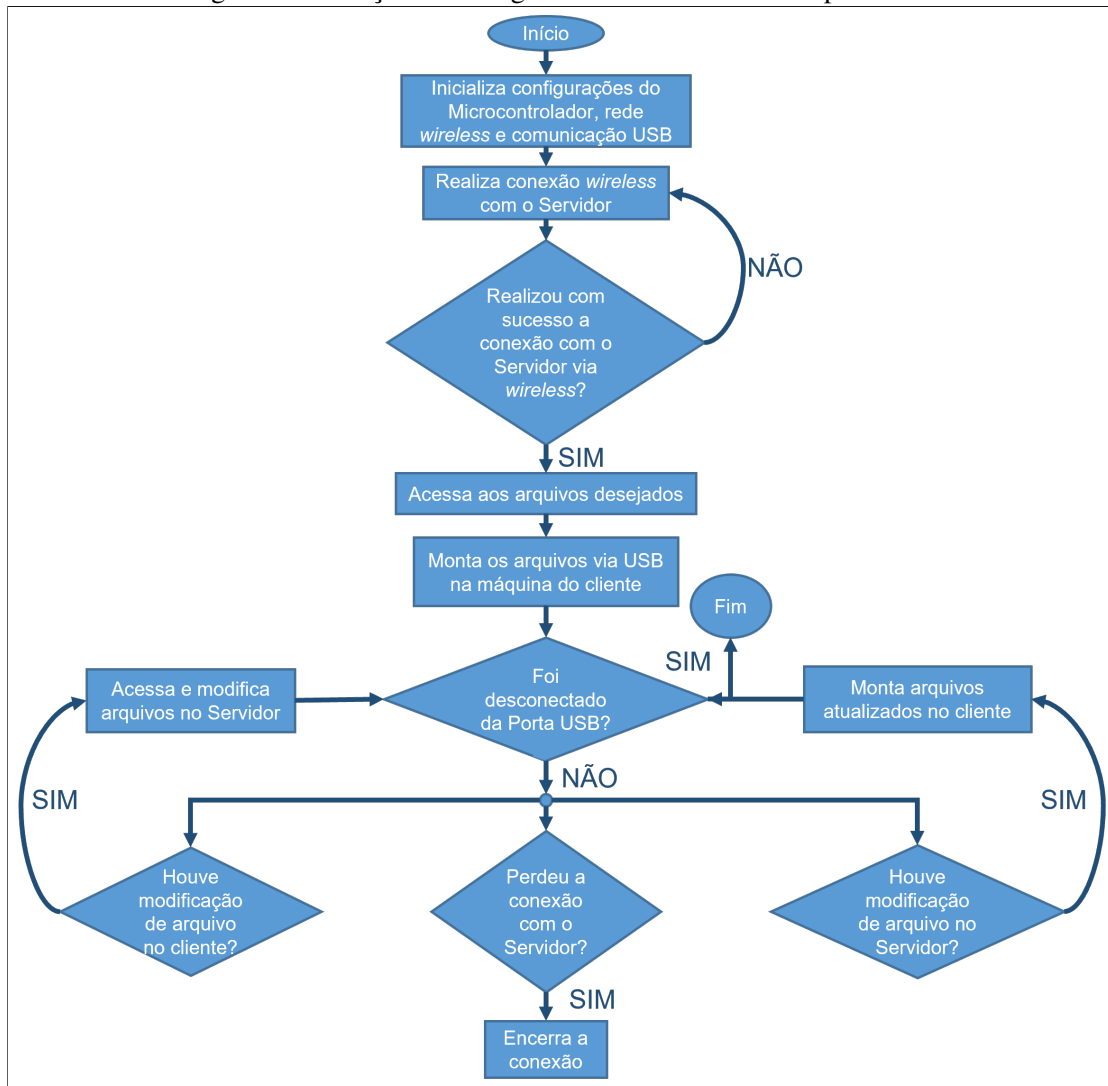 Início
Inicializa configurações do
Microcontrolador, rede
wireless e comunicação USB
Realiza conexão wireless
com o Servidor
NÃO
Realizou com
sucesso a
conexão com o
Servidor via
wireless?
SIM
Acessa aos arquivos desejados
Monta os arquivos via USB
na máquina do cliente
Fim
SIM
Acessa e modifica
arquivos no Servidor
Foi
desconectado
da Porta USB?
Monta arquivos
atualizados no cliente
NÃO
SIM
SIM
Houve
modificação
de arquivo
no cliente?
Perdeu a
conexão
com o
Servidor?
Houve
modificação
de arquivo no
Servidor?
SIM
Encerra a
conexão